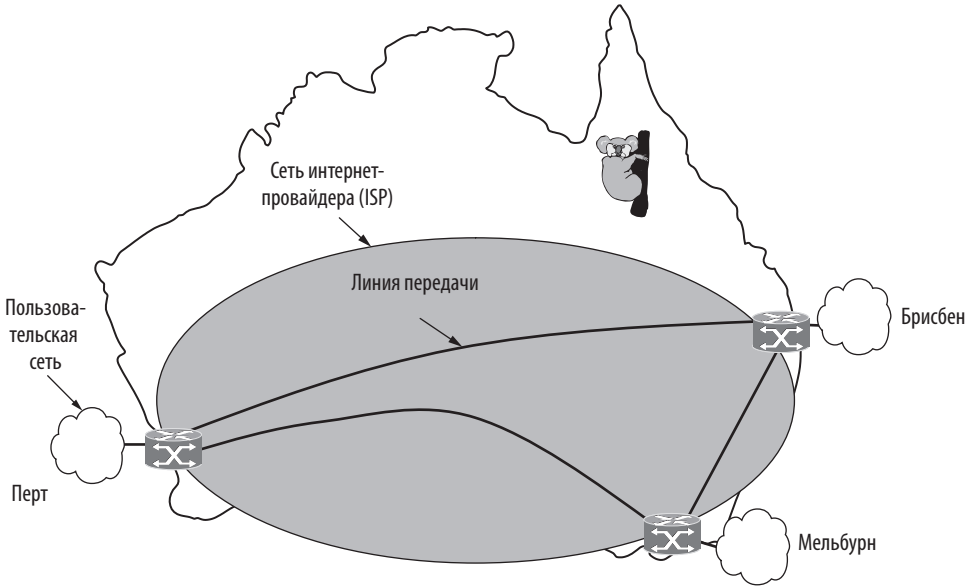 Сеть интернет-
провайдера (ISP)
Линия передачи
Пользова-
тельская
сеть
Брисбен
Перт
Мельбурн